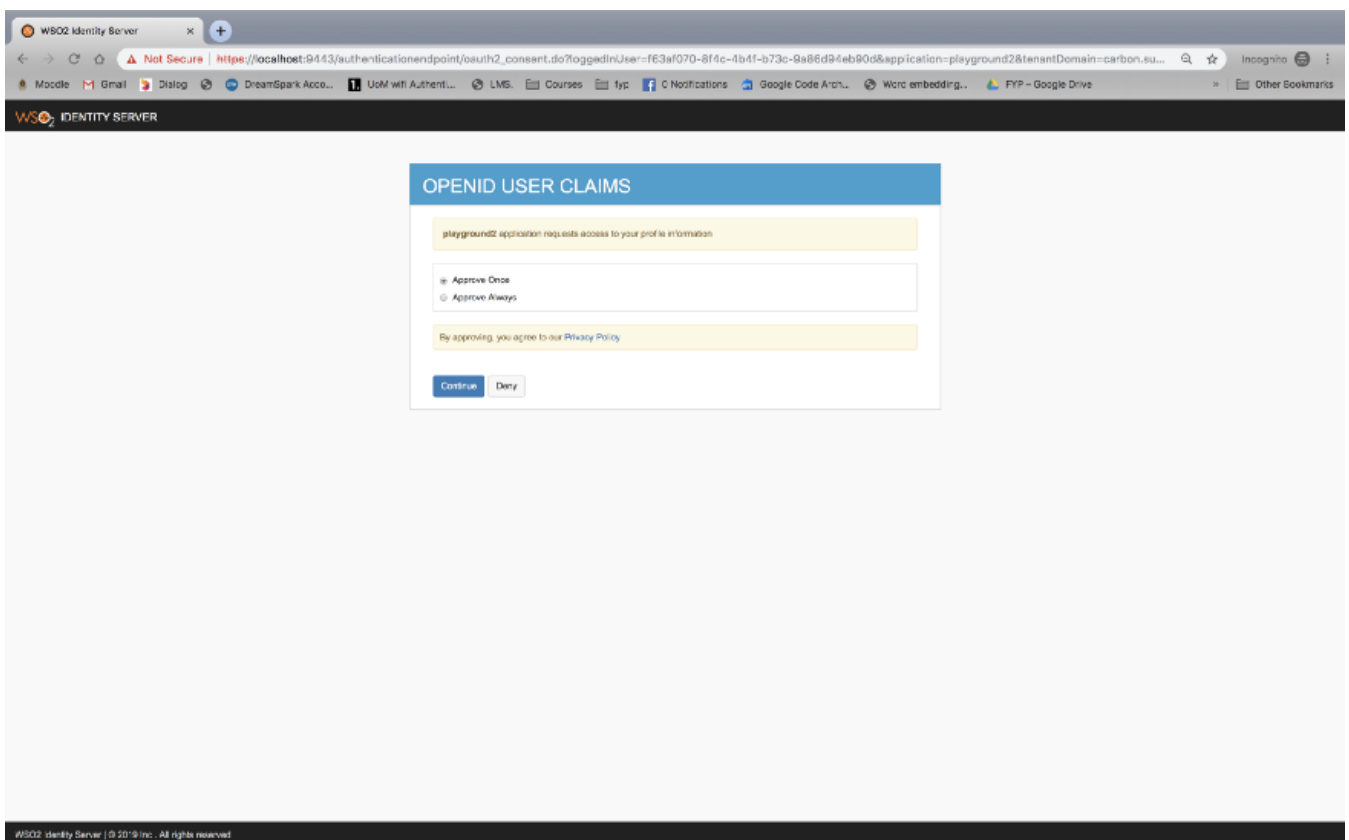 WSO2 Identity Server
Not Secure | https://localhost:9443/authenticationendpoint/oauth2_consent.do?loggedInUser=f63af070-8f4c-4b4f-b73c-9a86d94eb90d&application=playground2&tenantDomain=carbon.su... Incognito
Moodle Gmail Dialog DreamSpark Acco... UoM wifi Authenti... LMS. Courses fyp C Notifications Google Code Arch... Word embedding... FYP – Google Drive » Other Bookmarks
WSO2 IDENTITY SERVER
OPENID USER CLAIMS
playground2 application requests access to your profile information
Approve Once
Approve Always
By approving, you agree to our Privacy Policy
Continue Deny
WSO2 Identity Server | © 2019 Inc. . All rights reserved